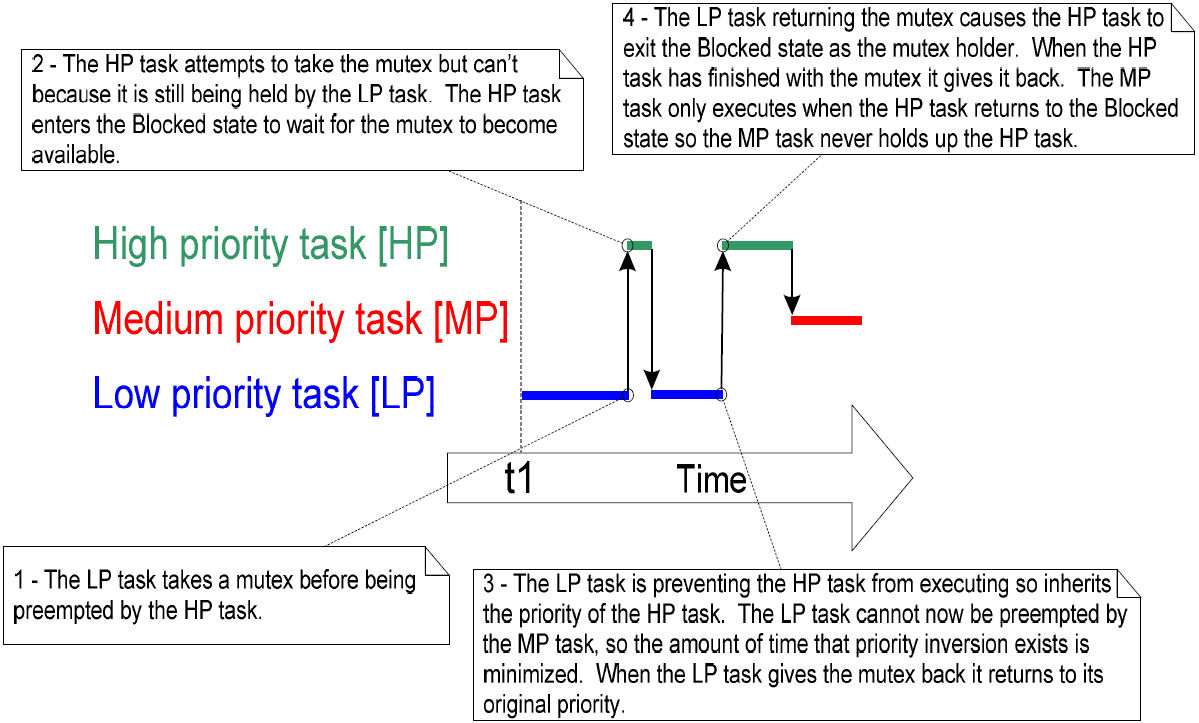 2 - The HP task attempts to take the mutex but can't
because it is still being held by the LP task.  The HP task
enters the Blocked state to wait for the mutex to become
available.
4 - The LP task returning the mutex causes the HP task to
exit the Blocked state as the mutex holder.  When the HP
task has finished with the mutex it gives it back.  The MP
task only executes when the HP task returns to the Blocked
state so the MP task never holds up the HP task.
High priority task [HP]
Medium priority task [MP]
Low priority task [LP]
t1
Time
1 - The LP task takes a mutex before being
preempted by the HP task.
3 - The LP task is preventing the HP task from executing so inherits
the priority of the HP task.  The LP task cannot now be preempted by
the MP task, so the amount of time that priority inversion exists is
minimized.  When the LP task gives the mutex back it returns to its
original priority.